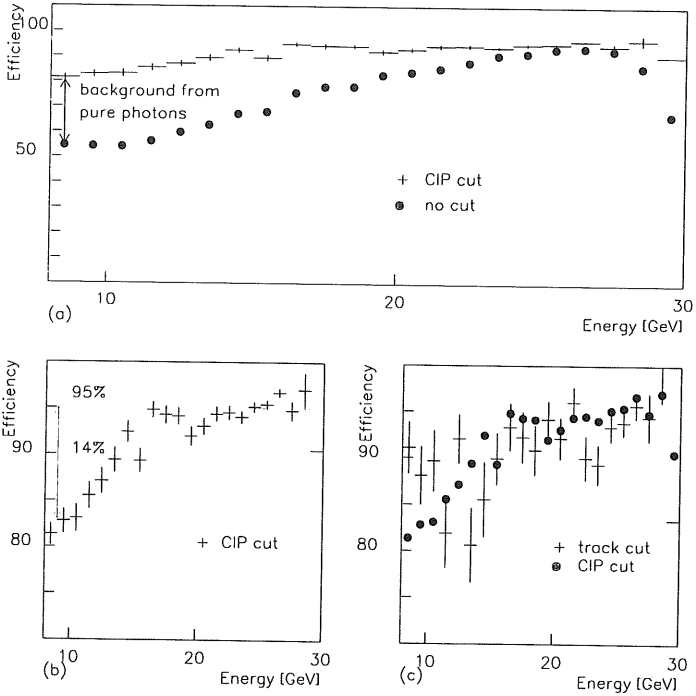 Efficiency
100
50
background from
pure photons
CIP cut
no cut
10
20
30
(a)
Energy [GeV]
Efficiency
90
80
95%
14%
CIP cut
10
20
30
(b)
Energy [GeV]
Efficiency
90
80
track cut
CIP cut
10
20
30
(c)
Energy [GeV]